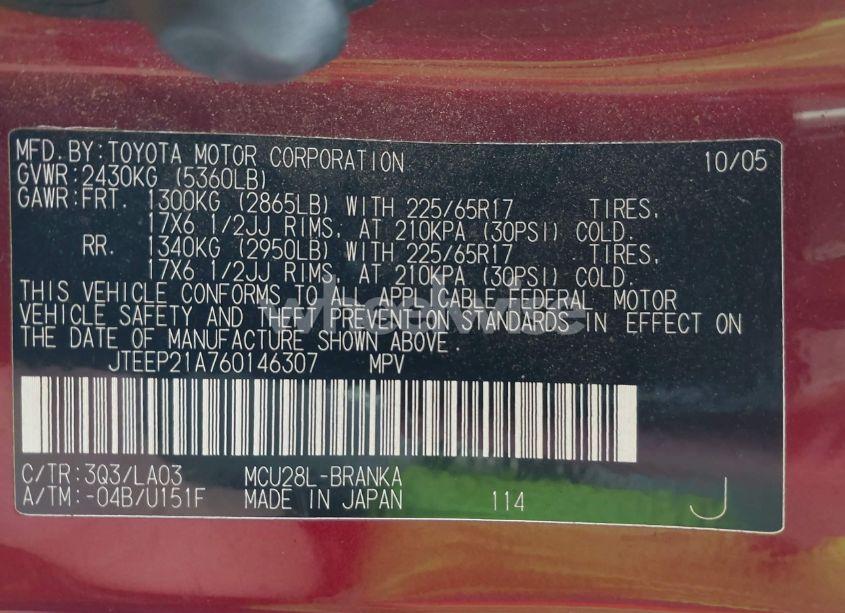 MFD.BY:TOYOTA MOTOR CORPORATION 10/05
GVWR:2430KG (5360LB)
GAWR:FRT. 1300KG (2865LB) WITH 225/65R17 TIRES,
17X6 1/2JJ RIMS, AT 210KPA (30PSI) COLD.
RR. 1340KG (2950LB) WITH 225/65R17 TIRES,
17X6 1/2JJ RIMS, AT 210KPA (30PSI) COLD.
THIS VEHICLE CONFORMS TO ALL APPLICABLE FEDERAL MOTOR
VEHICLE SAFETY AND THEFT PREVENTION STANDARDS IN EFFECT ON
THE DATE OF MANUFACTURE SHOWN ABOVE.
wheelwise
JTEEP21A760146307 MPV
C/TR:3Q3/LA03 MCU28L-BRANKA
A/TM:-04B/U151F MADE IN JAPAN 114 J